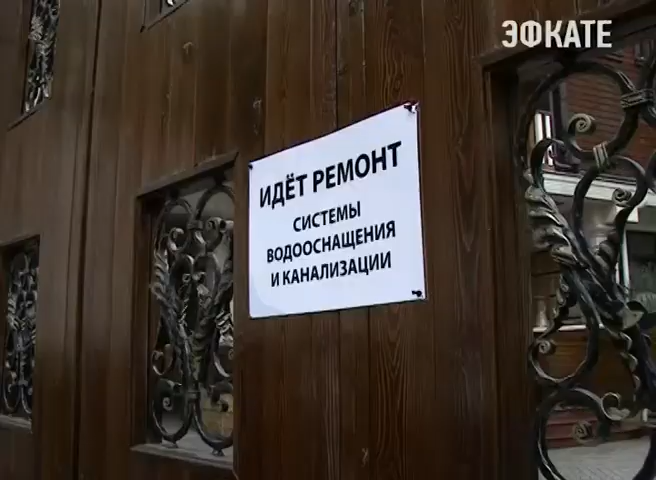 ЭФКАТЕ
ИДЁТ РЕМОНТ
СИСТЕМЫ
ВОДООСНАЩЕНИЯ
И КАНАЛИЗАЦИИ